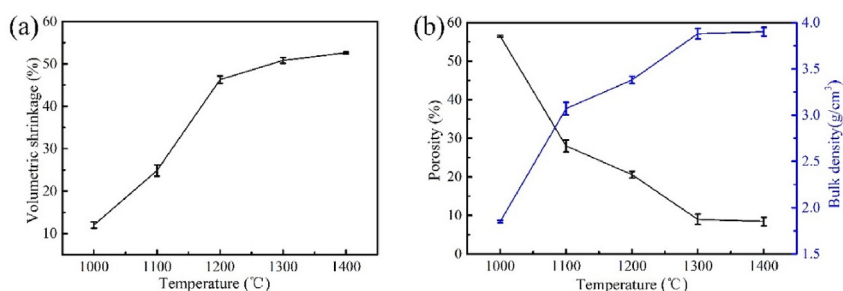 (a)
Volumetric shrinkage (%)
60
50
40
30
20
10
1000 1100 1200 1300 1400
Temperature (℃)
(b)
Porosity (%)
60
50
40
30
20
10
0
1000 1100 1200 1300 1400
Temperature (℃)
4.0
3.5
3.0
2.5
2.0
1.5
Bulk density(g/cm³)